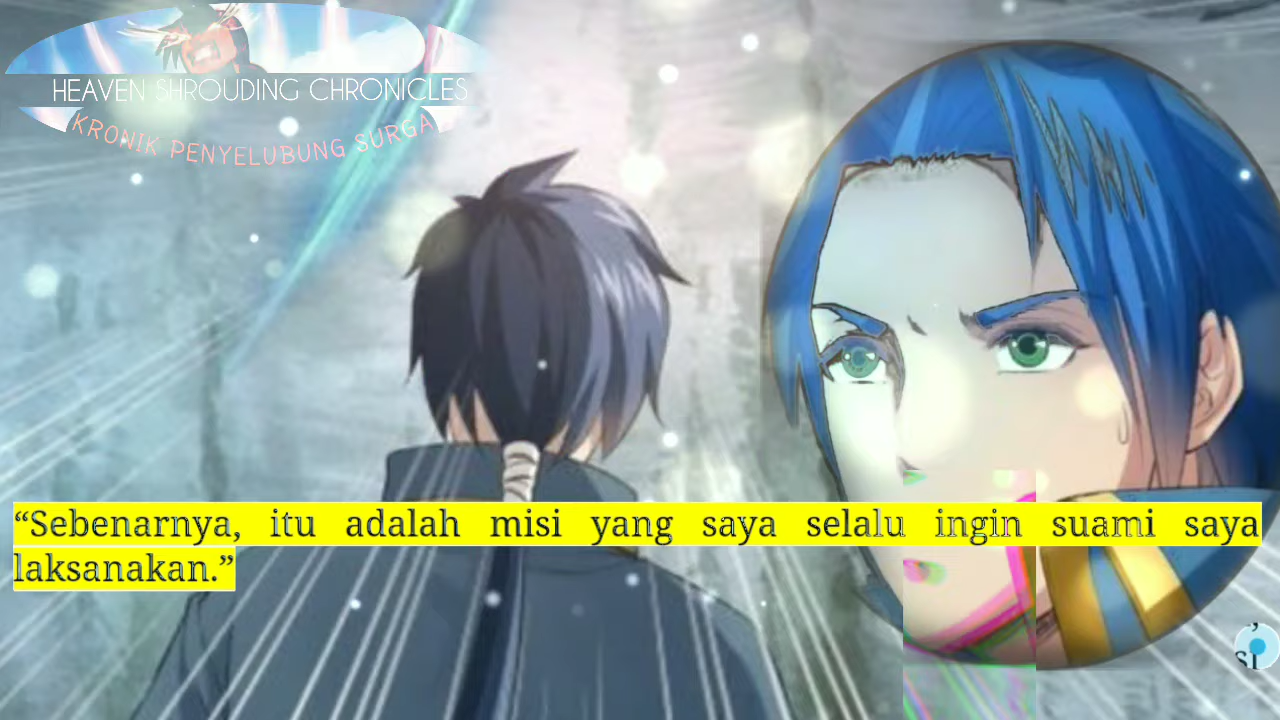 HEAVEN SHROUDING CHRONICLES
KRONIK PENYELUBUNG SURGA
“Sebenarnya, itu adalah misi yang saya selalu ingin suami saya
laksanakan.”